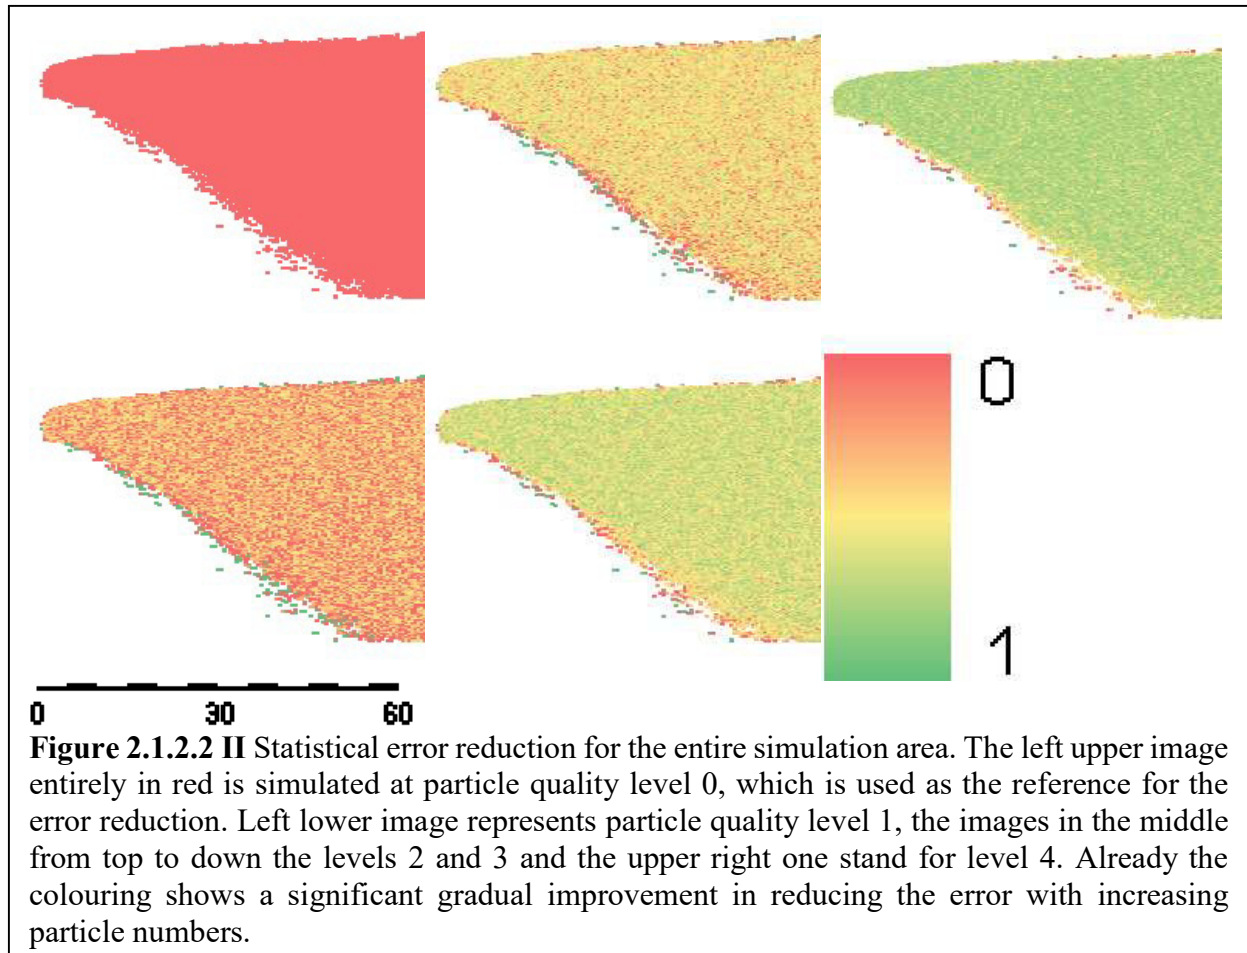 0
1
0 30 60
Figure 2.1.2.2 II Statistical error reduction for the entire simulation area. The left upper image
entirely in red is simulated at particle quality level 0, which is used as the reference for the
error reduction. Left lower image represents particle quality level 1, the images in the middle
from top to down the levels 2 and 3 and the upper right one stand for level 4. Already the
colouring shows a significant gradual improvement in reducing the error with increasing
particle numbers.